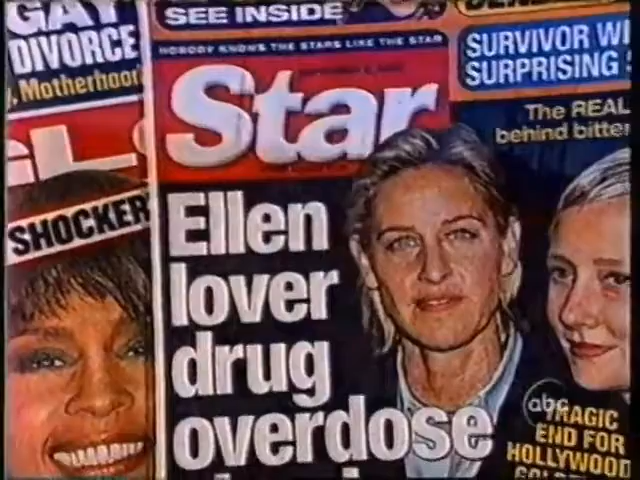 GAY
DIVORCE
, Motherhood
GL
SHOCKER
SEE INSIDE
NOBODY KNOWS THE STARS LIKE THE STAR
Star
Ellen
lover
drug
overdose
SURVIVOR WI
SURPRISING
The REAL
behind bitter
abc
TRAGIC
END FOR
HOLLYWOOD